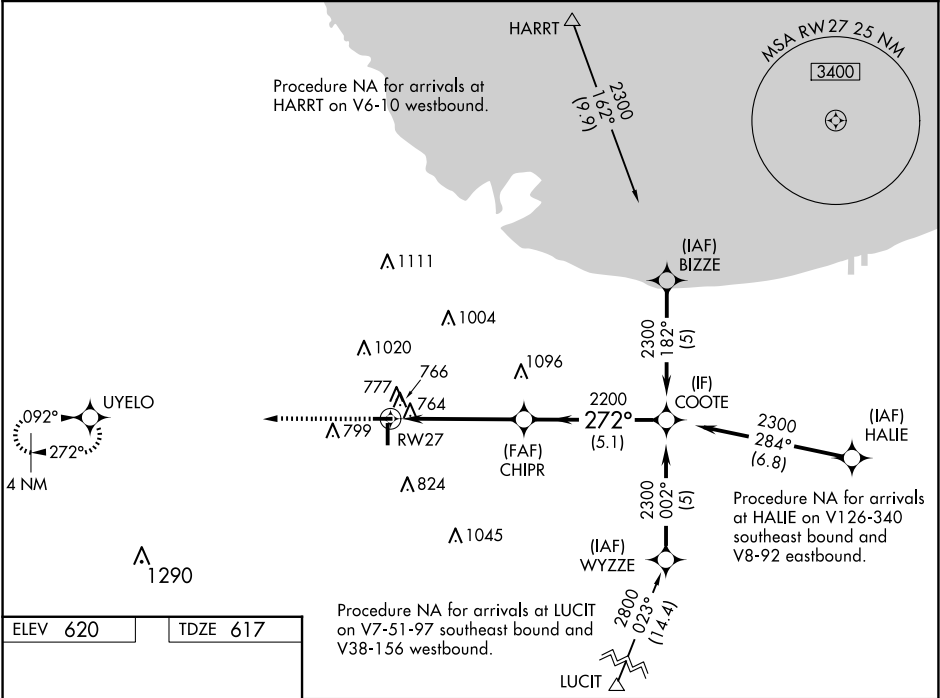 HARRT
MSA RW27 25 NM
3400
Procedure NA for arrivals at
HARRT on V6-10 westbound.
2300
162°
(9.9)
(IAF)
BIZZE
1111
1004
1020
1096
2300
182°
(5)
766
777
764
UYELO
092°
272°
4 NM
799
RW27
(FAF)
CHIPR
2200
272°
(5.1)
(IF)
COOTE
2300
284°
(6.8)
(IAF)
HALIE
824
1045
2300
002°
(5)
Procedure NA for arrivals
at HALIE on V126-340
southeast bound and
V8-92 eastbound.
(IAF)
WYZZE
1290
Procedure NA for arrivals at LUCIT
on V7-51-97 southeast bound and
V38-156 westbound.
2800
023°
(14.4)
LUCIT
ELEV 620
TDZE 617